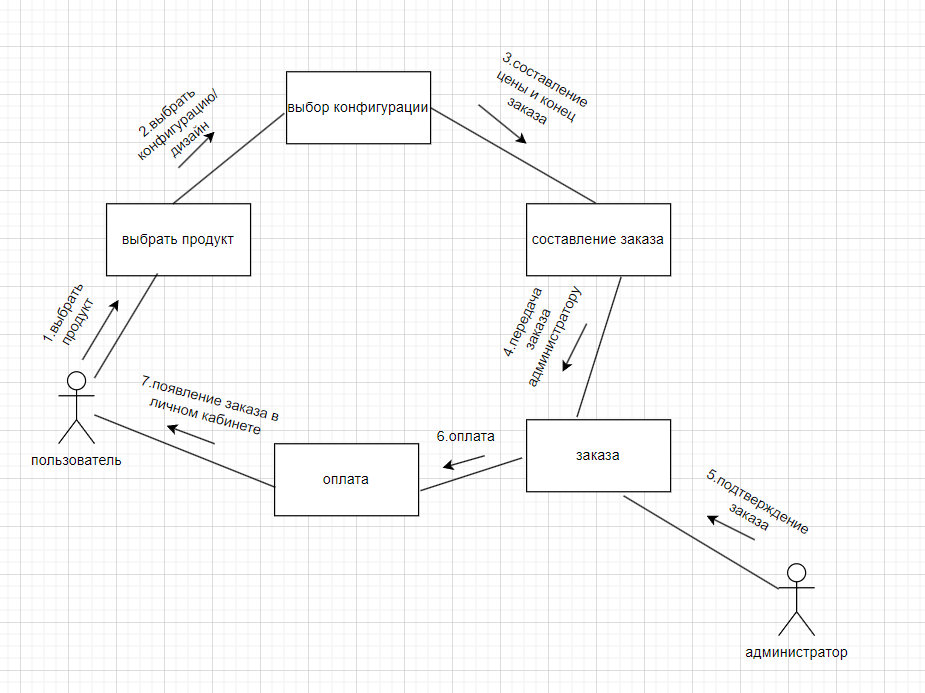 3.составление
цены и конец
заказа
2.выбрать
конфигурацию/
дизайн
выбор конфигурации
выбрать продукт
составление заказа
1.выбрать
продукт
4.передача
заказа
администратору
7.появление заказа в
личном кабинете
6.оплата
заказа
пользователь
оплата
5.подтверждение
заказа
администратор